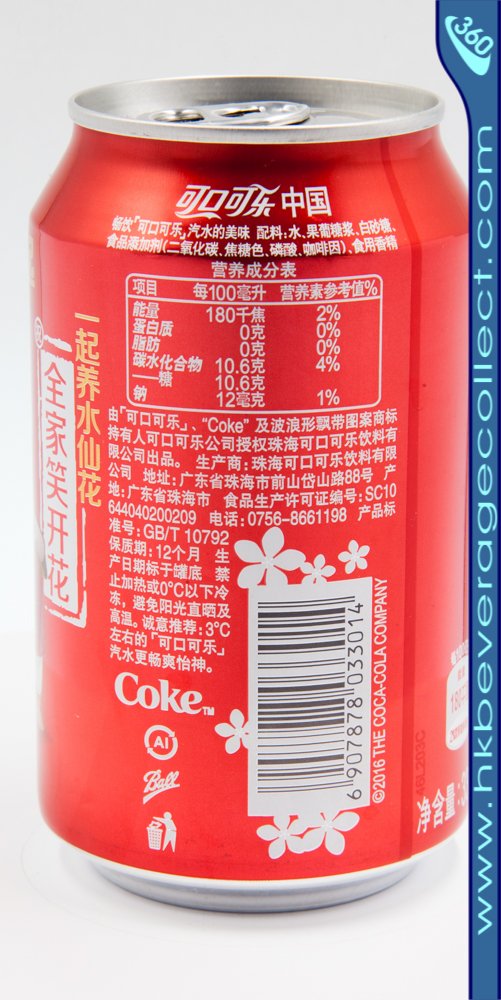 360
www.hkbeveragecollect.com
可口可乐 中国
畅饮"可口可乐"汽水的美味 配料:水、果葡糖浆、白砂糖、
食品添加剂(二氧化碳、焦糖色、磷酸、咖啡因)、食用香精
营养成分表
项目 每100毫升 营养素参考值%
能量 180千焦 2%
蛋白质 0克 0%
脂肪 0克 0%
碳水化合物 10.6克 4%
—糖 10.6克
钠 12毫克 1%
由「可口可乐」、"Coke" 及波浪形飘带图案商标
持有人可口可乐公司授权珠海可口可乐饮料有
限公司出品。 生产商:珠海可口可乐饮料有限
公司 地址:广东省珠海市前山岱山路88号 产
地:广东省珠海市 食品生产许可证编号:SC10
644040200209 电话:0756-8661198 产品标
准号:GB/T 10792
保质期:12个月 生
产日期标于罐底 禁
止加热或0℃以下冷
冻,避免阳光直晒及
高温。诚意推荐:3℃
左右的「可口可乐」
汽水更畅爽怡神。
Coke™
Al
Ball
6 907878 033014
©2016 THE COCA-COLA COMPANY
16L203C
一起养水仙花
全家笑开花
净含量:3
180